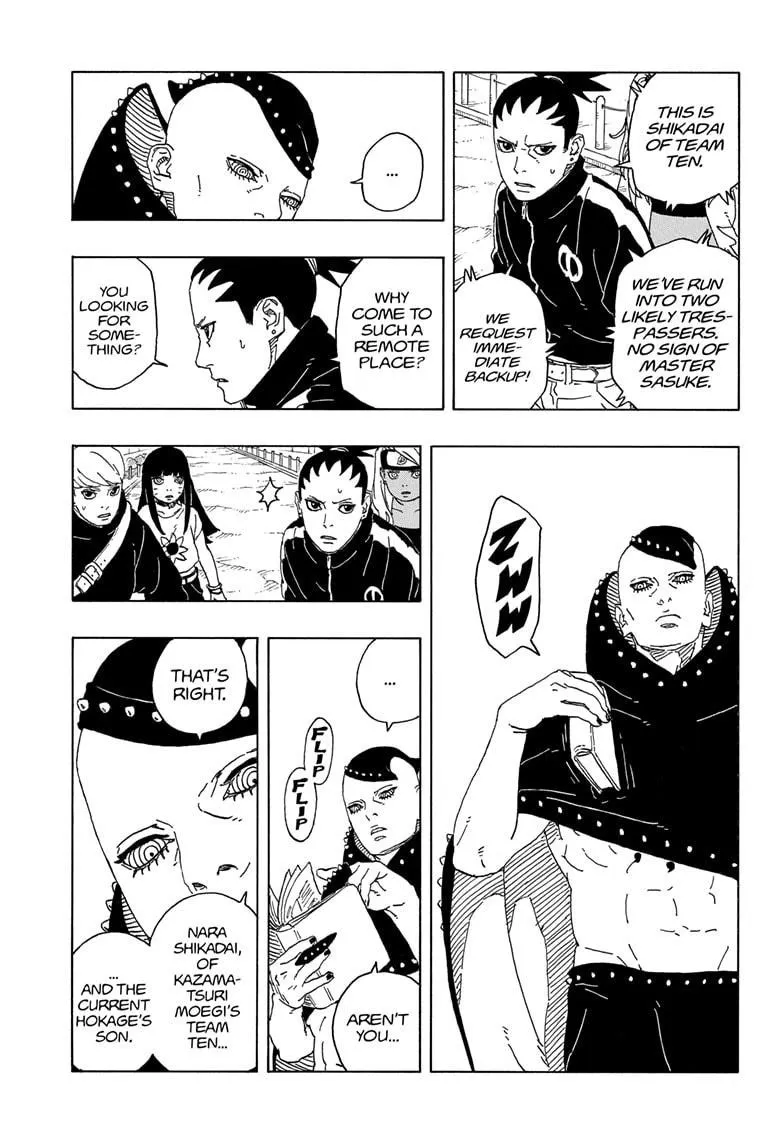 THIS IS
SHIKADAI
OF TEAM
TEN.
WE'VE RUN
INTO TWO
LIKELY TRES-
PASSERS.
NO SIGN OF
MASTER
SASUKE.
WE
REQUEST
IMME-
DIATE
BACKUP!
...
WHY
COME TO
SUCH A
REMOTE
PLACE?
YOU
LOOKING
FOR
SOME-
THING?
ZWW
...
FLIP
FLIP
AREN'T
YOU...
THAT'S
RIGHT.
NARA
SHIKADAI,
OF
KAZAMA-
TSURI
MOEGI'S
TEAM
TEN...
...
AND THE
CURRENT
HOKAGE'S
SON.